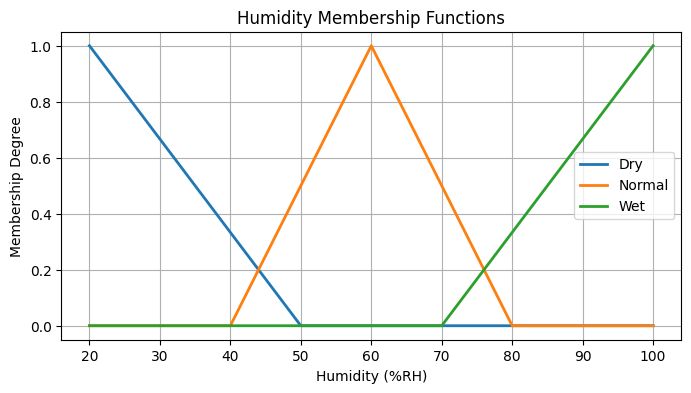 Humidity Membership Functions
Membership Degree
1.0
0.8
0.6
0.4
0.2
0.0
Dry
Normal
Wet
20 30 40 50 60 70 80 90 100
Humidity (%RH)